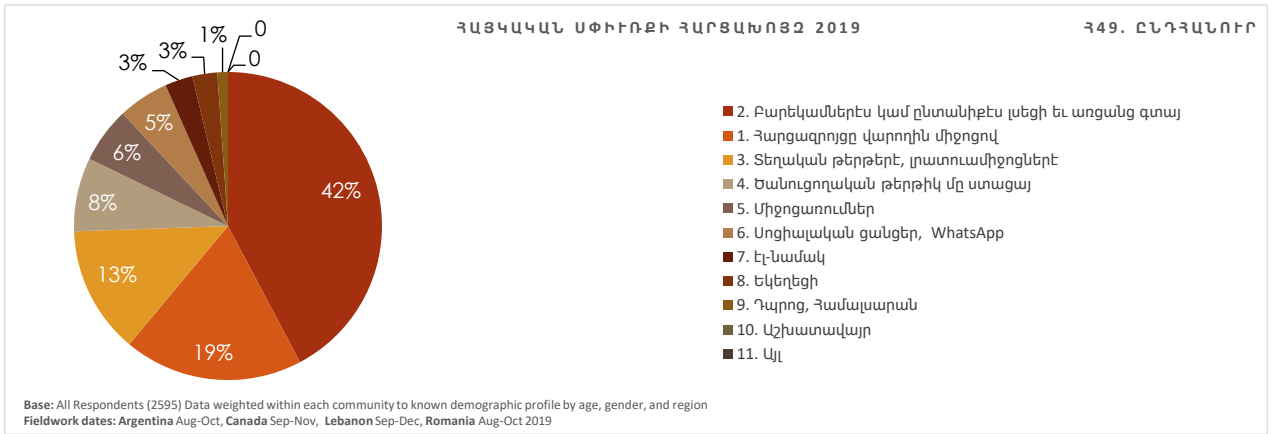 ՀԱՅԿԱԿԱՆ ՍՓԻՒՌՔԻ ՀԱՐՑԱԽՈՅԶ 2019
Հ49. ԸՆԴՀԱՆՈՒՐ
42%
19%
13%
8%
6%
5%
3%
3%
1%
0
0
2. Բարեկամներէս կամ ընտանիքէս լսեցի եւ առցանց գտայ
1. Հարցազրոյցը վարողին միջոցով
3. Տեղական թերթերէ, լրատուամիջոցներէ
4. Ծանուցողական թերթիկ մը ստացայ
5. Միջոցառումներ
6. Սոցիալական ցանցեր, WhatsApp
7. Էլ-նամակ
8. Եկեղեցի
9. Դպրոց, Համալսարան
10. Աշխատավայր
11. Այլ
Base: All Respondents (2595) Data weighted within each community to known demographic profile by age, gender, and region
Fieldwork dates: Argentina Aug-Oct, Canada Sep-Nov, Lebanon Sep-Dec, Romania Aug-Oct 2019